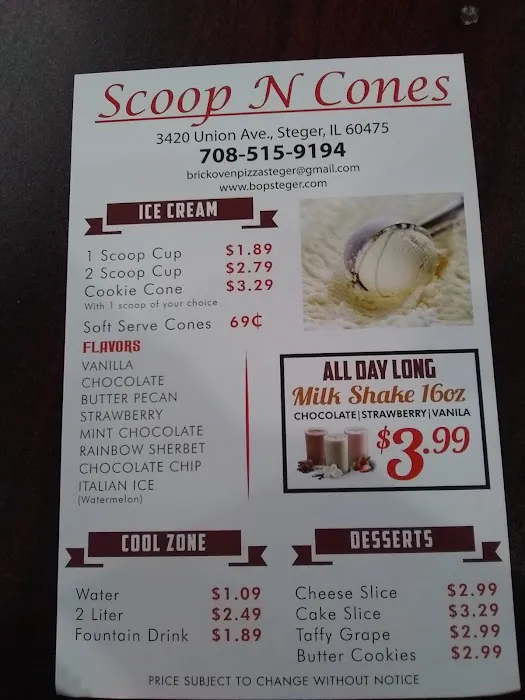 Scoop N Cones
3420 Union Ave., Steger, IL 60475
708-515-9194
brickovenpizzasteger@gmail.com
www.bopsteger.com
ICE CREAM
1 Scoop Cup $1.89
2 Scoop Cup $2.79
Cookie Cone $3.29
With 1 scoop of your choice
Soft Serve Cones 69¢
FLAVORS
VANILLA
CHOCOLATE
BUTTER PECAN
STRAWBERRY
MINT CHOCOLATE
RAINBOW SHERBET
CHOCOLATE CHIP
ITALIAN ICE
(Watermelon)
ALL DAY LONG
Milk Shake 16oz
CHOCOLATE|STRAWBERRY|VANILA
$3.99
COOL ZONE
Water $1.09
2 Liter $2.49
Fountain Drink $1.89
DESSERTS
Cheese Slice $2.99
Cake Slice $3.29
Taffy Grape $2.99
Butter Cookies $2.99
PRICE SUBJECT TO CHANGE WITHOUT NOTICE